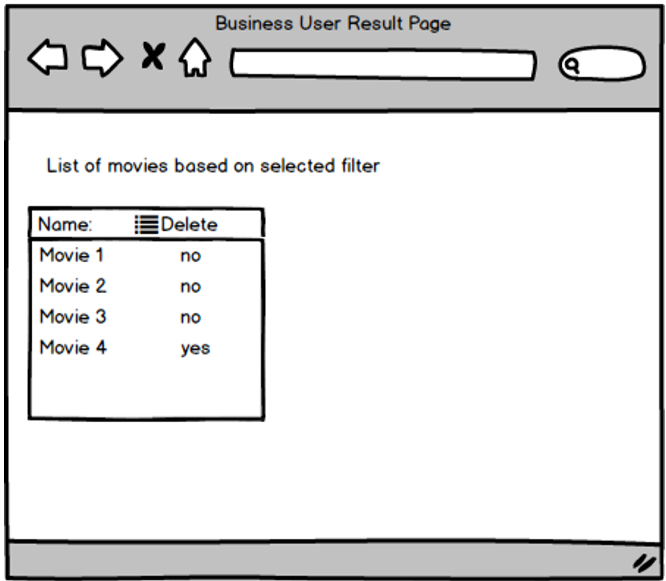 Business User Result Page
List of movies based on selected filter
Name: Delete
Movie 1 no
Movie 2 no
Movie 3 no
Movie 4 yes